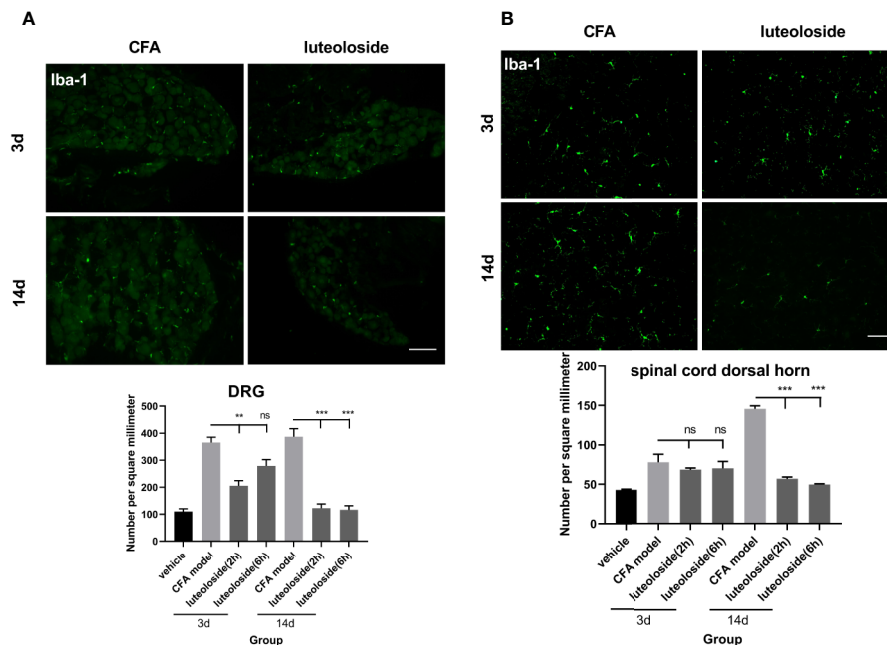 A
CFA
luteoloside
Iba-1
3d
14d
DRG
Number per square millimeter
500
400
300
200
100
0
**
ns
***
***
vehicle
CFA model
luteoloside(2h)
luteoloside(6h)
CFA model
luteoloside(2h)
luteoloside(6h)
3d
14d
Group
B
CFA
luteoloside
Iba-1
3d
14d
spinal cord dorsal horn
Number per square millimeter
200
150
100
50
0
ns
ns
***
***
vehicle
CFA model
luteoloside(2h)
luteoloside(6h)
CFA model
luteoloside(2h)
luteoloside(6h)
3d
14d
Group